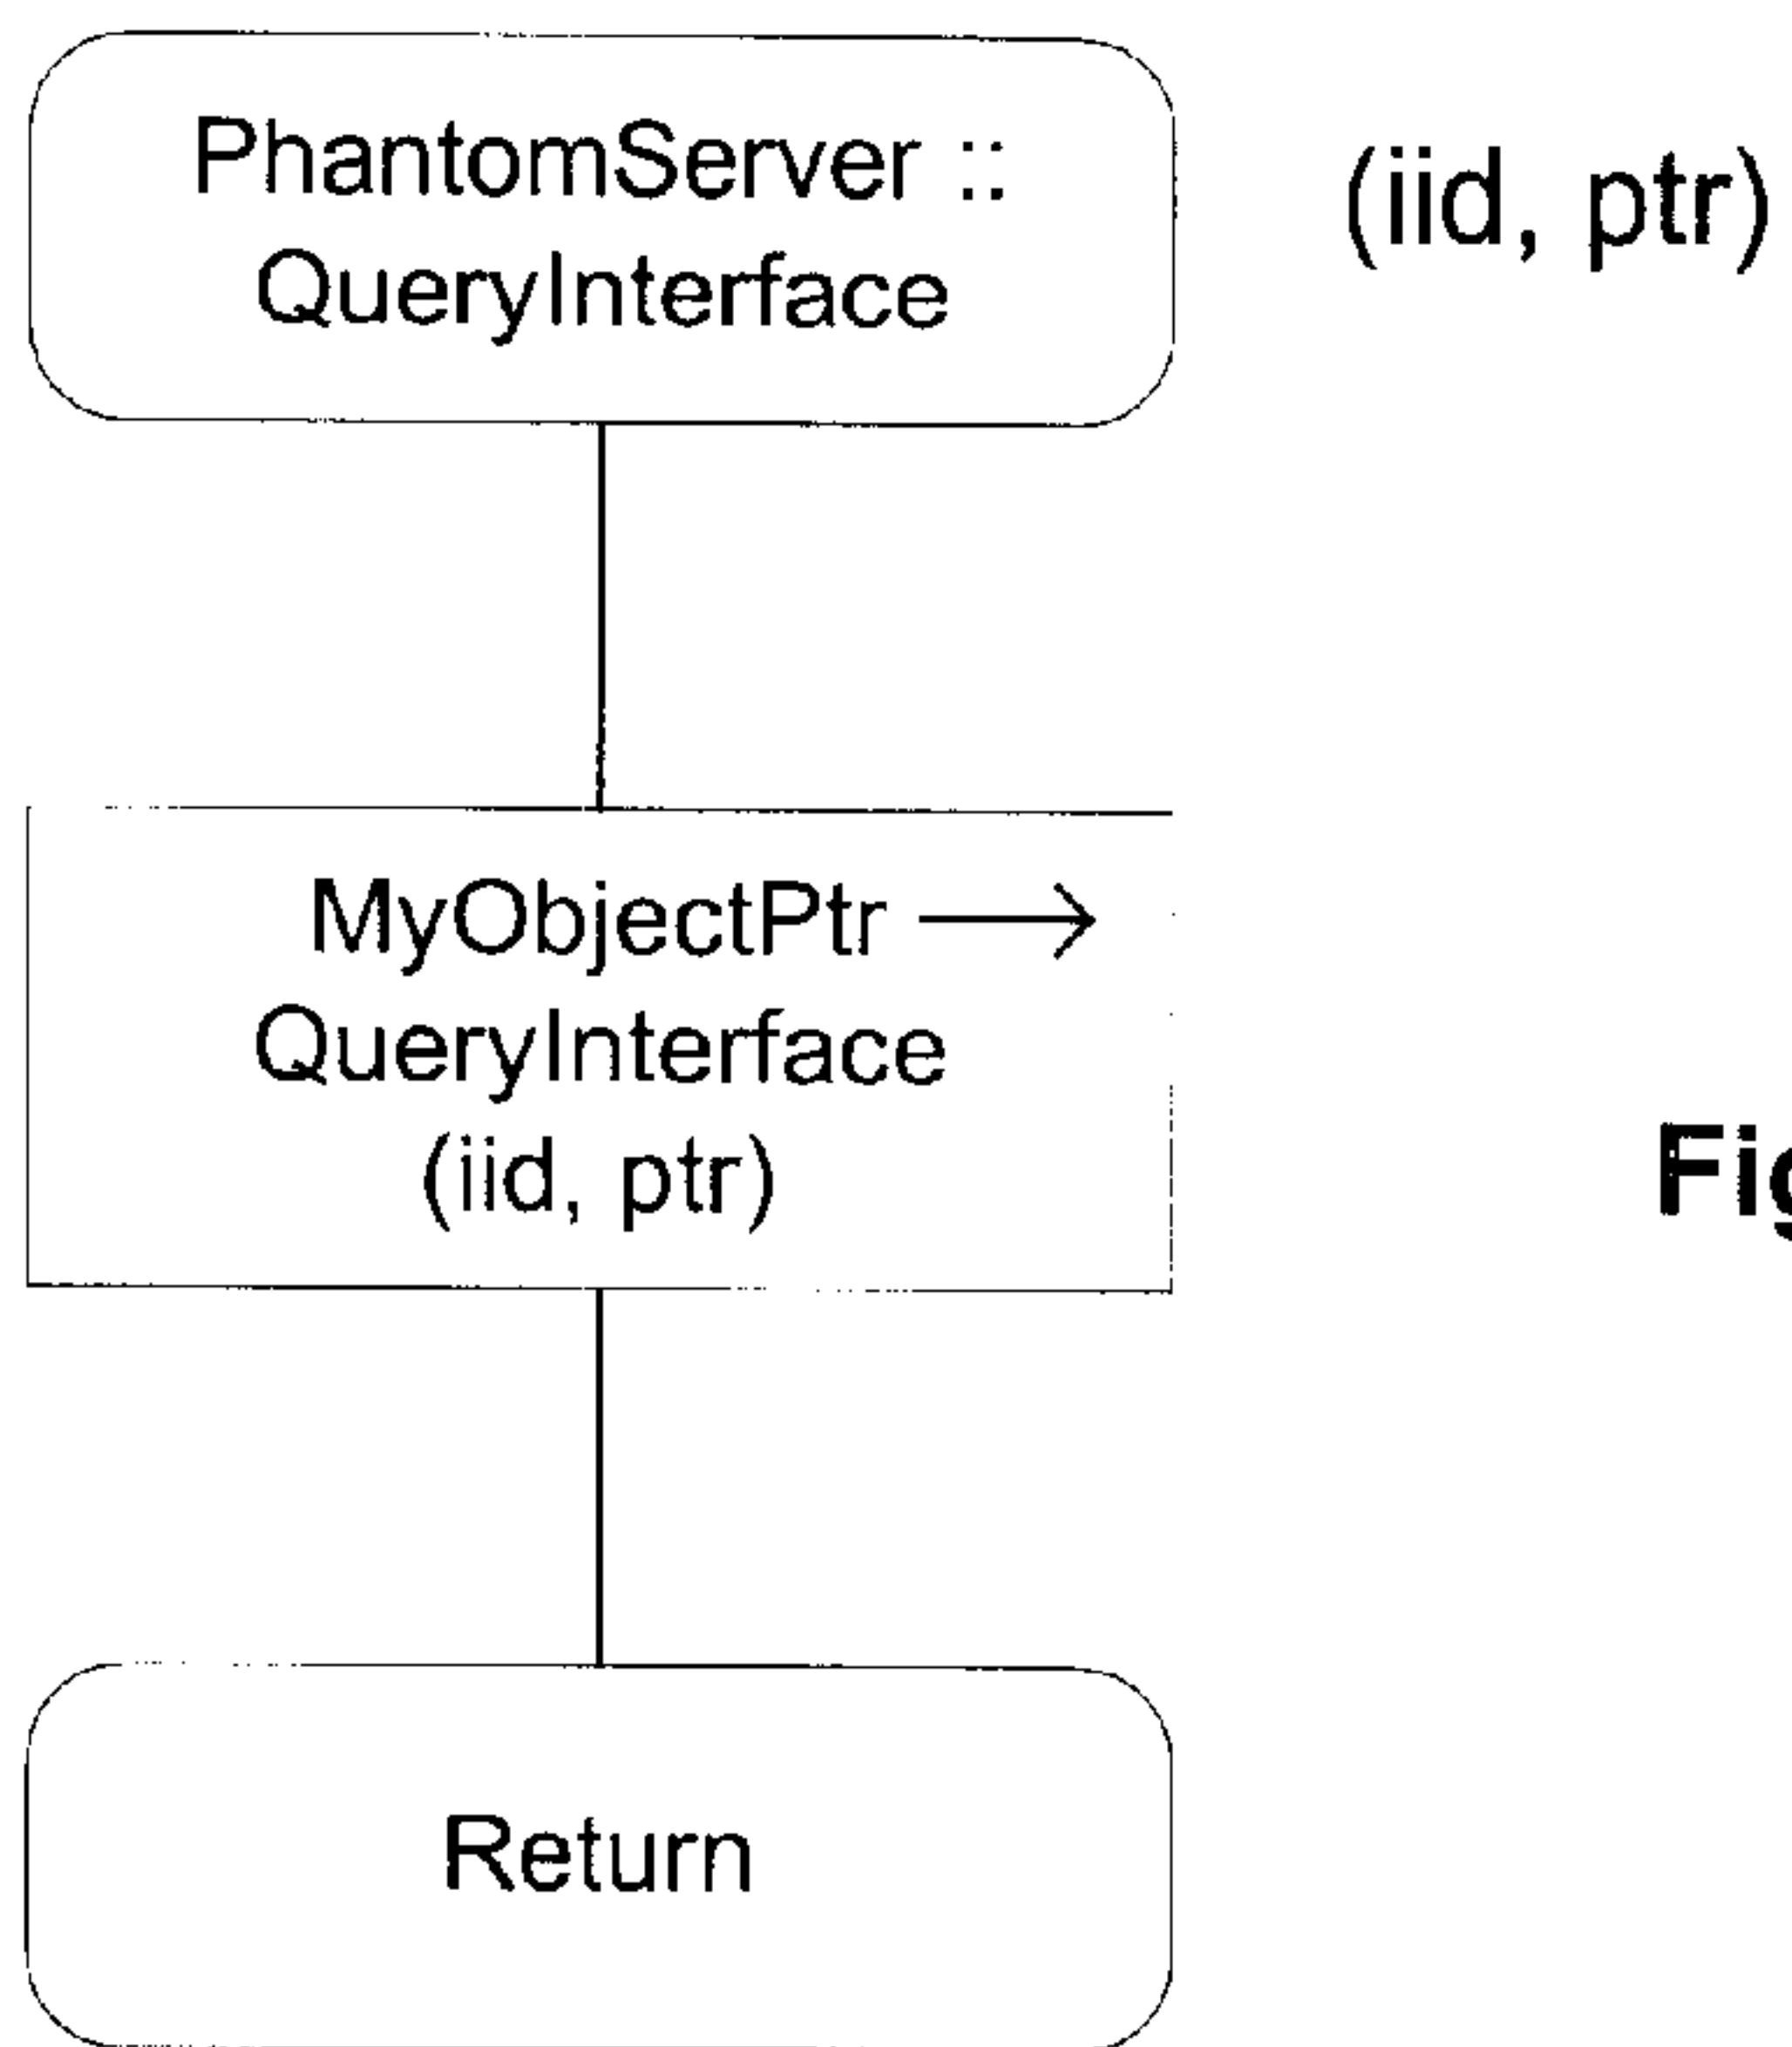 PhantomServer ::
QueryInterface
(iid, ptr)
MyObjectPtr →
QueryInterface
(iid, ptr)
Return